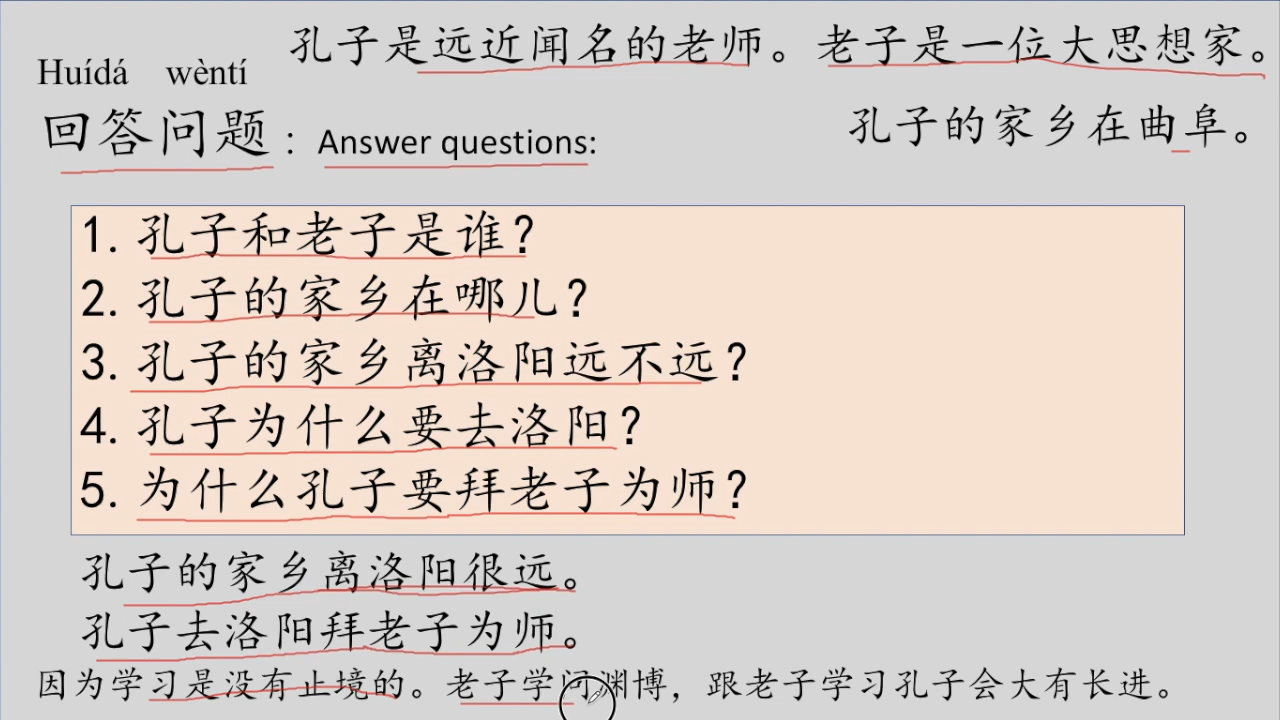 孔子是远近闻名的老师。老子是一位大思想家。
Huídá wèntí
回答问题：Answer questions:
孔子的家乡在曲阜。
1. 孔子和老子是谁？
2. 孔子的家乡在哪儿？
3. 孔子的家乡离洛阳远不远？
4. 孔子为什么要去洛阳？
5. 为什么孔子要拜老子为师？
孔子的家乡离洛阳很远。
孔子去洛阳拜老子为师。
因为学习是没有止境的。老子学问渊博，跟老子学习孔子会大有长进。